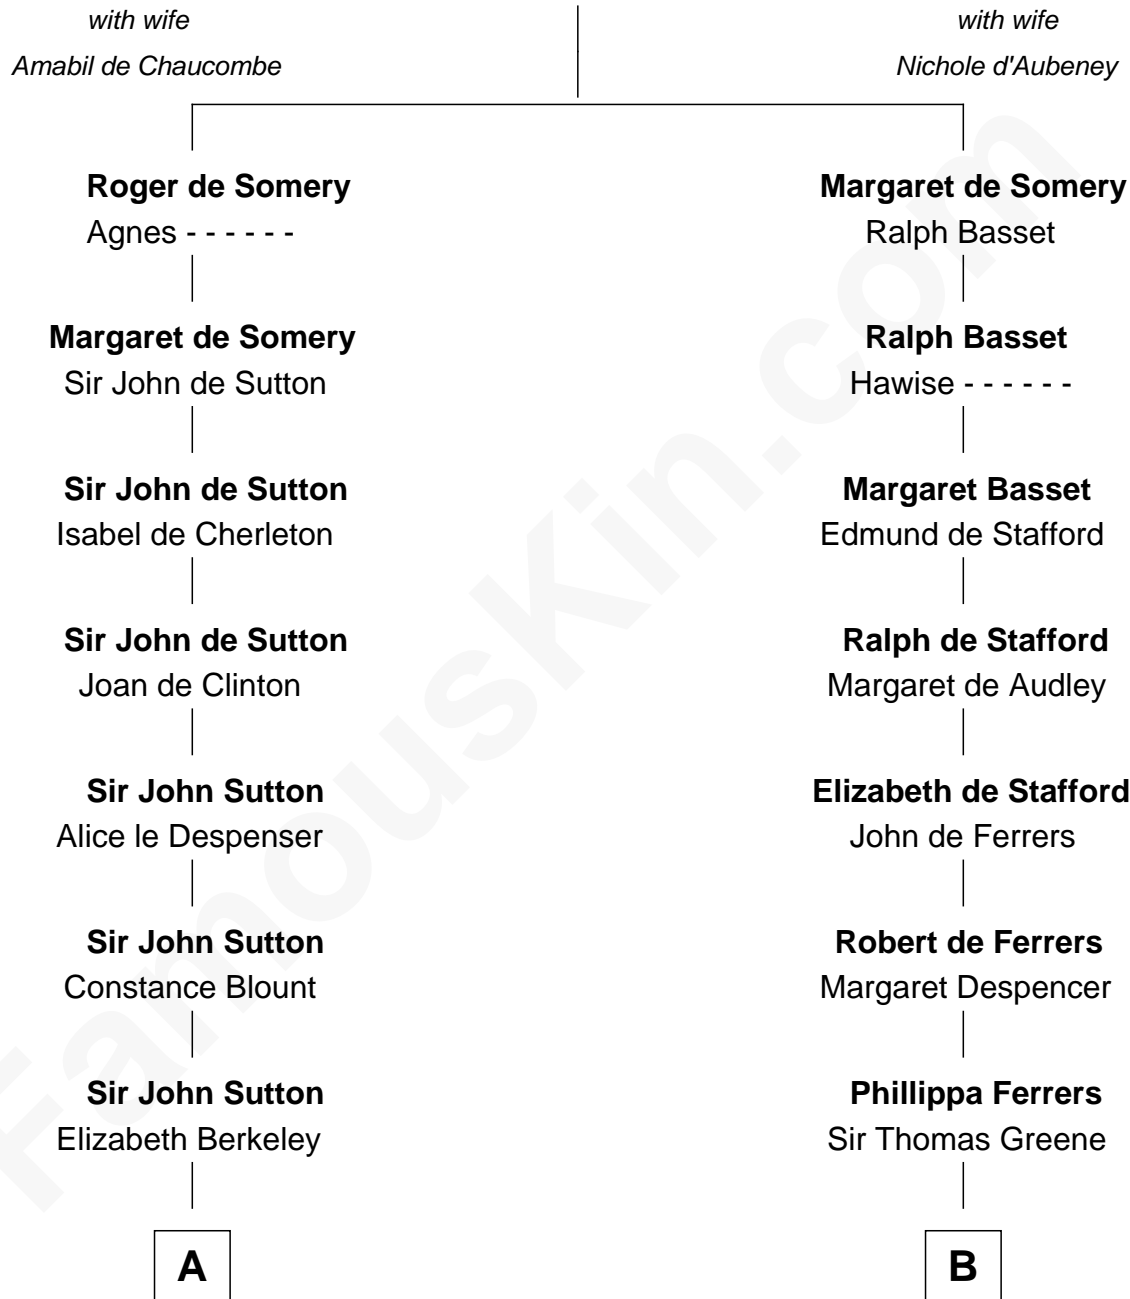 with wife
Amabil de Chaucombe
with wife
Nichole d'Aubeney
Roger de Somery
Agnes - - - - - -
Margaret de Somery
Ralph Basset
Margaret de Somery
Sir John de Sutton
Ralph Basset
Hawise - - - - - -
Sir John de Sutton
Isabel de Cherleton
Margaret Basset
Edmund de Stafford
Sir John de Sutton
Joan de Clinton
Ralph de Stafford
Margaret de Audley
Sir John Sutton
Alice le Despenser
Elizabeth de Stafford
John de Ferrers
Sir John Sutton
Constance Blount
Robert de Ferrers
Margaret Despencer
Sir John Sutton
Elizabeth Berkeley
Phillippa Ferrers
Sir Thomas Greene
A
B
FamousKin.com